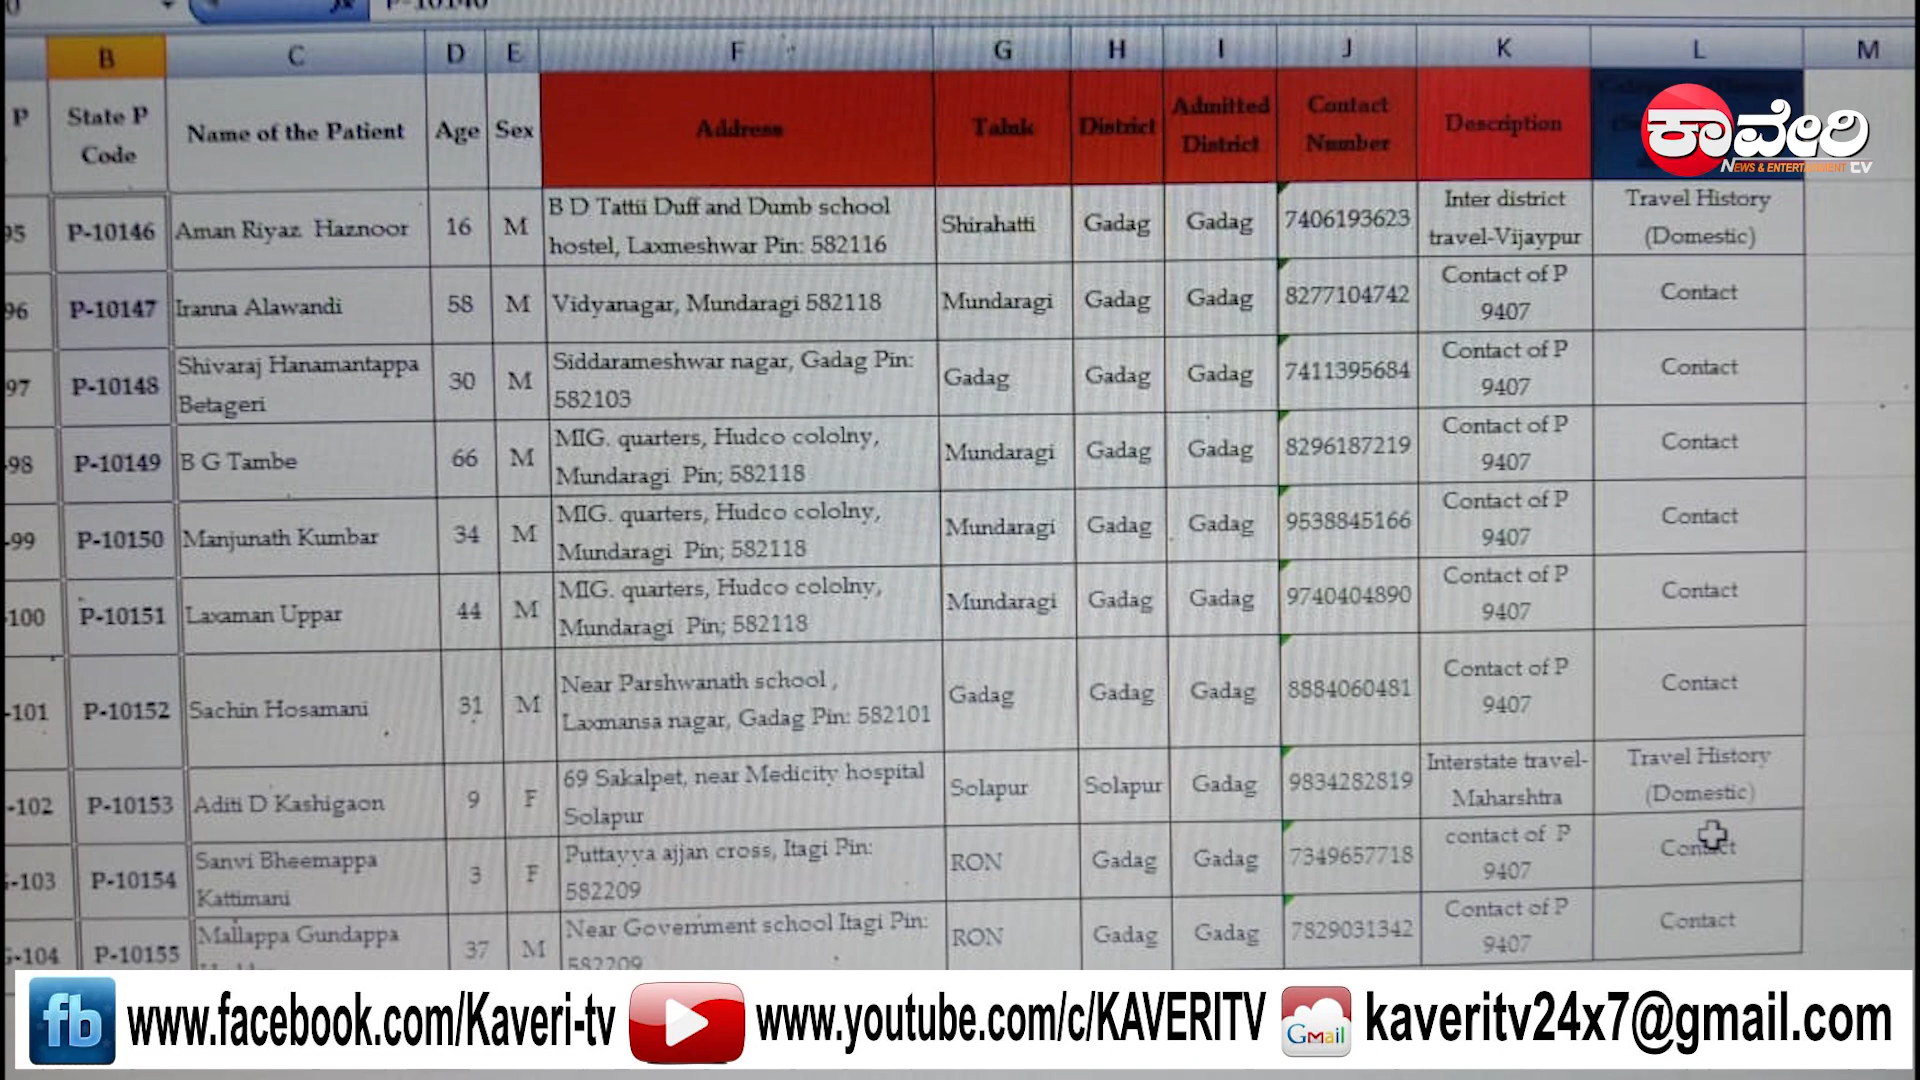 P-10146
B C D E F G H I J K L M
P State P Code Name of the Patient Age Sex Address Taluk District Admitted District Contact Number Description
ಕಾವೇರಿ
NEWS & ENTERTAINMENT TV
95 P-10146 Aman Riyaz Haznoor 16 M B D Tattii Duff and Dumb school hostel, Laxmeshwar Pin: 582116 Shirahatti Gadag Gadag 7406193623 Inter district travel-Vijaypur Travel History (Domestic)
96 P-10147 Iranna Alawandi 58 M Vidyanagar, Mundaragi 582118 Mundaragi Gadag Gadag 8277104742 Contact of P 9407 Contact
97 P-10148 Shivaraj Hanamantappa Betageri 30 M Siddarameshwar nagar, Gadag Pin: 582103 Gadag Gadag Gadag 7411395684 Contact of P 9407 Contact
-98 P-10149 B G Tambe 66 M MIG. quarters, Hudco cololny, Mundaragi Pin; 582118 Mundaragi Gadag Gadag 8296187219 Contact of P 9407 Contact
-99 P-10150 Manjunath Kumbar 34 M MIG. quarters, Hudco cololny, Mundaragi Pin; 582118 Mundaragi Gadag Gadag 9538845166 Contact of P 9407 Contact
-100 P-10151 Laxaman Uppar 44 M MIG. quarters, Hudco cololny, Mundaragi Pin; 582118 Mundaragi Gadag Gadag 9740404890 Contact of P 9407 Contact
-101 P-10152 Sachin Hosamani 31 M Near Parshwanath school , Laxmansa nagar, Gadag Pin: 582101 Gadag Gadag Gadag 8884060481 Contact of P 9407 Contact
-102 P-10153 Aditi D Kashigaon 9 F 69 Sakalpet, near Medicity hospital Solapur Solapur Solapur Gadag 9834282819 Interstate travel-Maharshtra Travel History (Domestic)
-103 P-10154 Sanvi Bheemappa Kattimani 3 F Puttayya ajjan cross, Itagi Pin: 582209 RON Gadag Gadag 7349657718 contact of P 9407 Contact
-104 P-10155 Mallappa Gundappa 37 M Near Government school Itagi Pin: 582209 RON Gadag Gadag 7829031342 Contact of P 9407 Contact
fb www.facebook.com/Kaveri-tv www.youtube.com/c/KAVERITV Gmail kaveritv24x7@gmail.com